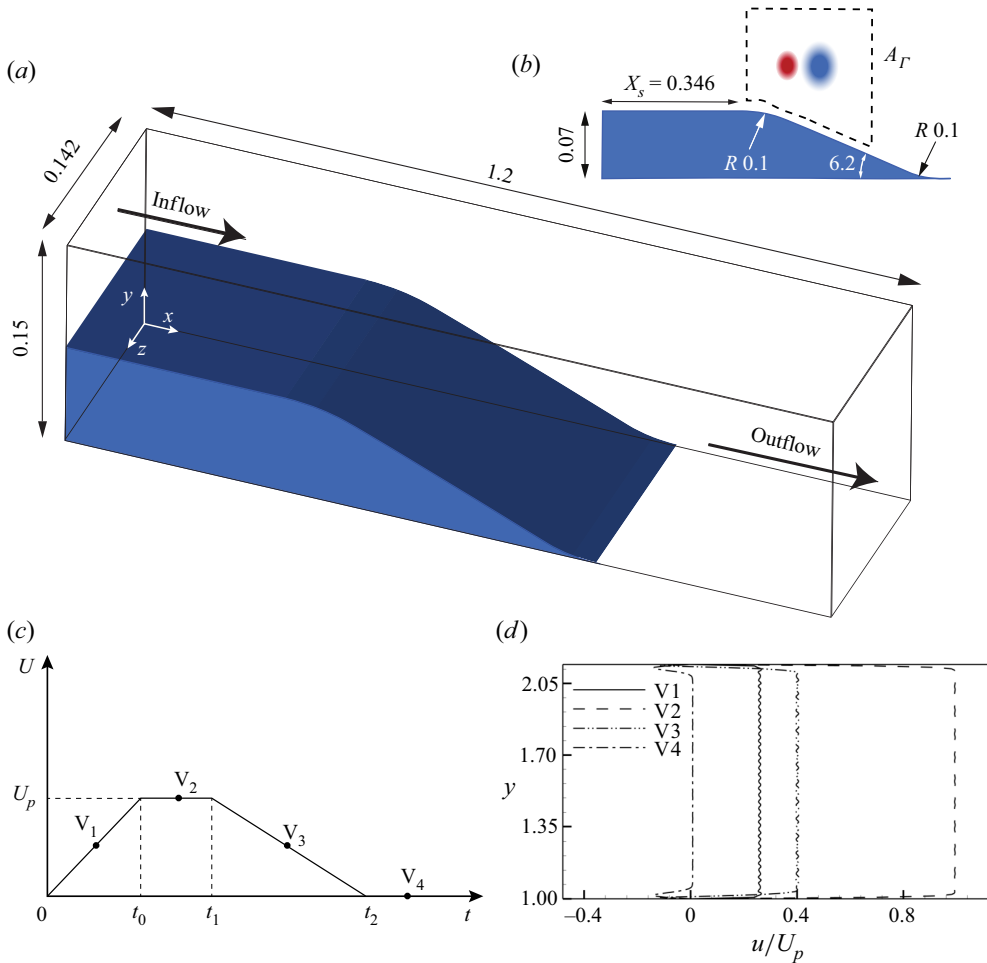 (a)
(b)
A_Γ
X_s = 0.346
0.07
R 0.1
6.2
R 0.1
0.142
1.2
Inflow
0.15
y
x
z
Outflow
(c)
U
U_p
V_1
V_2
V_3
V_4
0
t_0
t_1
t_2
t
(d)
2.05
1.70
1.35
1.00
y
V1
V2
V3
V4
–0.4
0
0.4
0.8
u/U_p